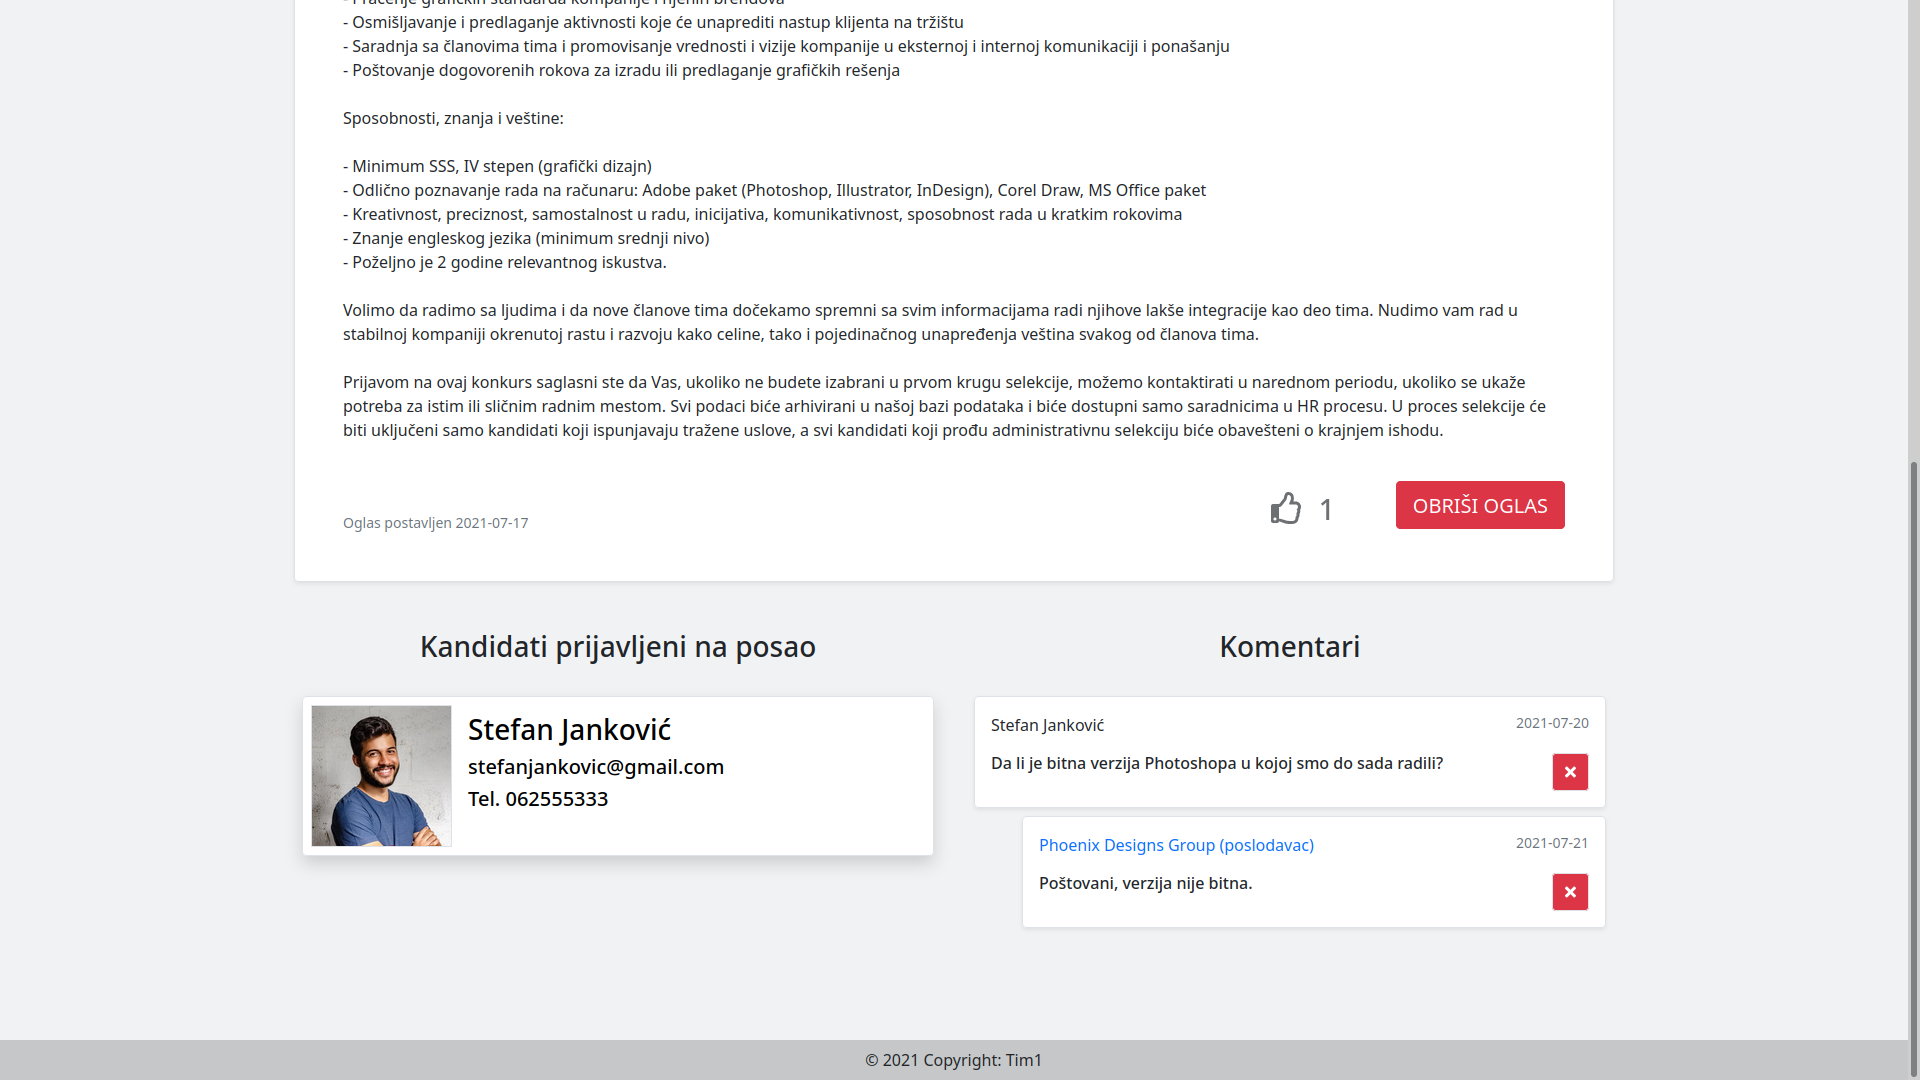 - Praćenje grafičkih standarda kompanije i njenih brendova
- Osmišljavanje i predlaganje aktivnosti koje će unaprediti nastup klijenta na tržištu
- Saradnja sa članovima tima i promovisanje vrednosti i vizije kompanije u eksternoj i internoj komunikaciji i ponašanju
- Poštovanje dogovorenih rokova za izradu ili predlaganje grafičkih rešenja
Sposobnosti, znanja i veštine:
- Minimum SSS, IV stepen (grafički dizajn)
- Odlično poznavanje rada na računaru: Adobe paket (Photoshop, Illustrator, InDesign), Corel Draw, MS Office paket
- Kreativnost, preciznost, samostalnost u radu, inicijativa, komunikativnost, sposobnost rada u kratkim rokovima
- Znanje engleskog jezika (minimum srednji nivo)
- Poželjno je 2 godine relevantnog iskustva.
Volimo da radimo sa ljudima i da nove članove tima dočekamo spremni sa svim informacijama radi njihove lakše integracije kao deo tima. Nudimo vam rad u
stabilnoj kompaniji okrenutoj rastu i razvoju kako celine, tako i pojedinačnog unapređenja veština svakog od članova tima.
Prijavom na ovaj konkurs saglasni ste da Vas, ukoliko ne budete izabrani u prvom krugu selekcije, možemo kontaktirati u narednom periodu, ukoliko se ukaže
potreba za istim ili sličnim radnim mestom. Svi podaci biće arhivirani u našoj bazi podataka i biće dostupni samo saradnicima u HR procesu. U proces selekcije će
biti uključeni samo kandidati koji ispunjavaju tražene uslove, a svi kandidati koji prođu administrativnu selekciju biće obavešteni o krajnjem ishodu.
Oglas postavljen 2021-07-17
1
OBRIŠI OGLAS
Kandidati prijavljeni na posao
Stefan Janković
stefanjankovic@gmail.com
Tel. 062555333
Komentari
Stefan Janković
2021-07-20
Da li je bitna verzija Photoshopa u kojoj smo do sada radili?
Phoenix Designs Group (poslodavac)
2021-07-21
Poštovani, verzija nije bitna.
© 2021 Copyright: Tim1